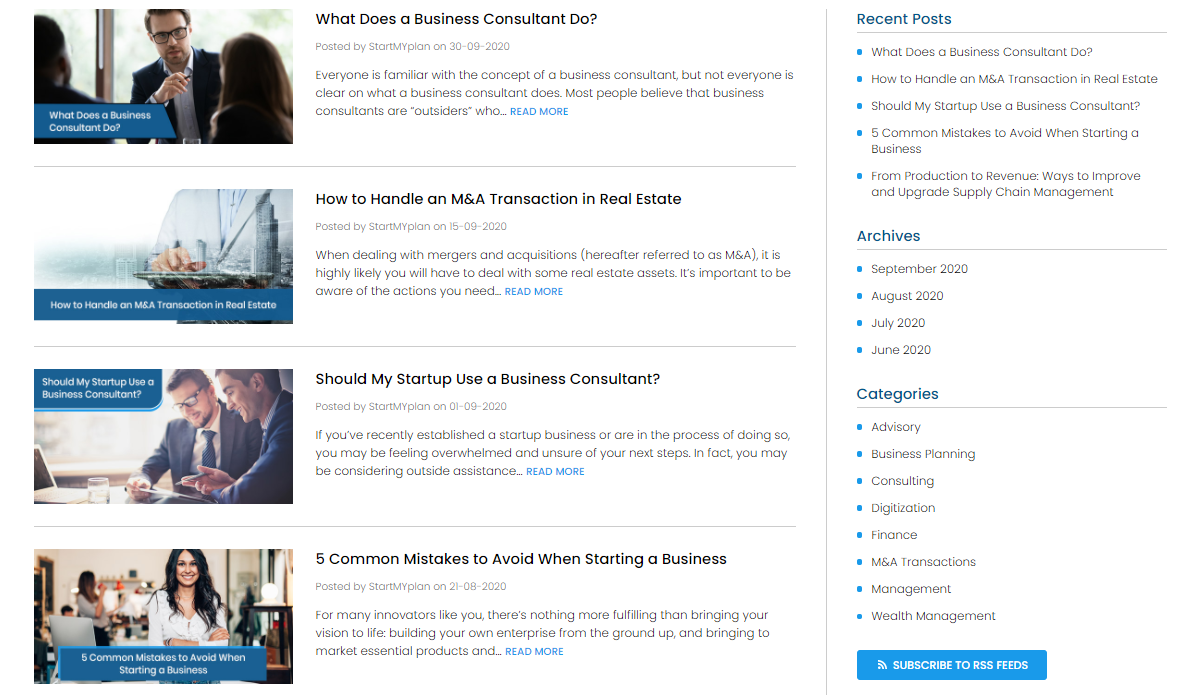 What Does a Business
Consultant Do?
What Does a Business Consultant Do?
Posted by StartMYplan on 30-09-2020
Everyone is familiar with the concept of a business consultant, but not everyone is
clear on what a business consultant does. Most people believe that business
consultants are “outsiders” who... READ MORE
How to Handle an M&A Transaction in Real Estate
How to Handle an M&A Transaction in Real Estate
Posted by StartMYplan on 15-09-2020
When dealing with mergers and acquisitions (hereafter referred to as M&A), it is
highly likely you will have to deal with some real estate assets. It’s important to be
aware of the actions you need... READ MORE
Should My Startup Use a
Business Consultant?
Should My Startup Use a Business Consultant?
Posted by StartMYplan on 01-09-2020
If you’ve recently established a startup business or are in the process of doing so,
you may be feeling overwhelmed and unsure of your next steps. In fact, you may
be considering outside assistance... READ MORE
5 Common Mistakes to Avoid When
Starting a Business
5 Common Mistakes to Avoid When Starting a Business
Posted by StartMYplan on 21-08-2020
For many innovators like you, there’s nothing more fulfilling than bringing your
vision to life: building your own enterprise from the ground up, and bringing to
market essential products and... READ MORE
Recent Posts
What Does a Business Consultant Do?
How to Handle an M&A Transaction in Real Estate
Should My Startup Use a Business Consultant?
5 Common Mistakes to Avoid When Starting a
Business
From Production to Revenue: Ways to Improve
and Upgrade Supply Chain Management
Archives
September 2020
August 2020
July 2020
June 2020
Categories
Advisory
Business Planning
Consulting
Digitization
Finance
M&A Transactions
Management
Wealth Management
SUBSCRIBE TO RSS FEEDS